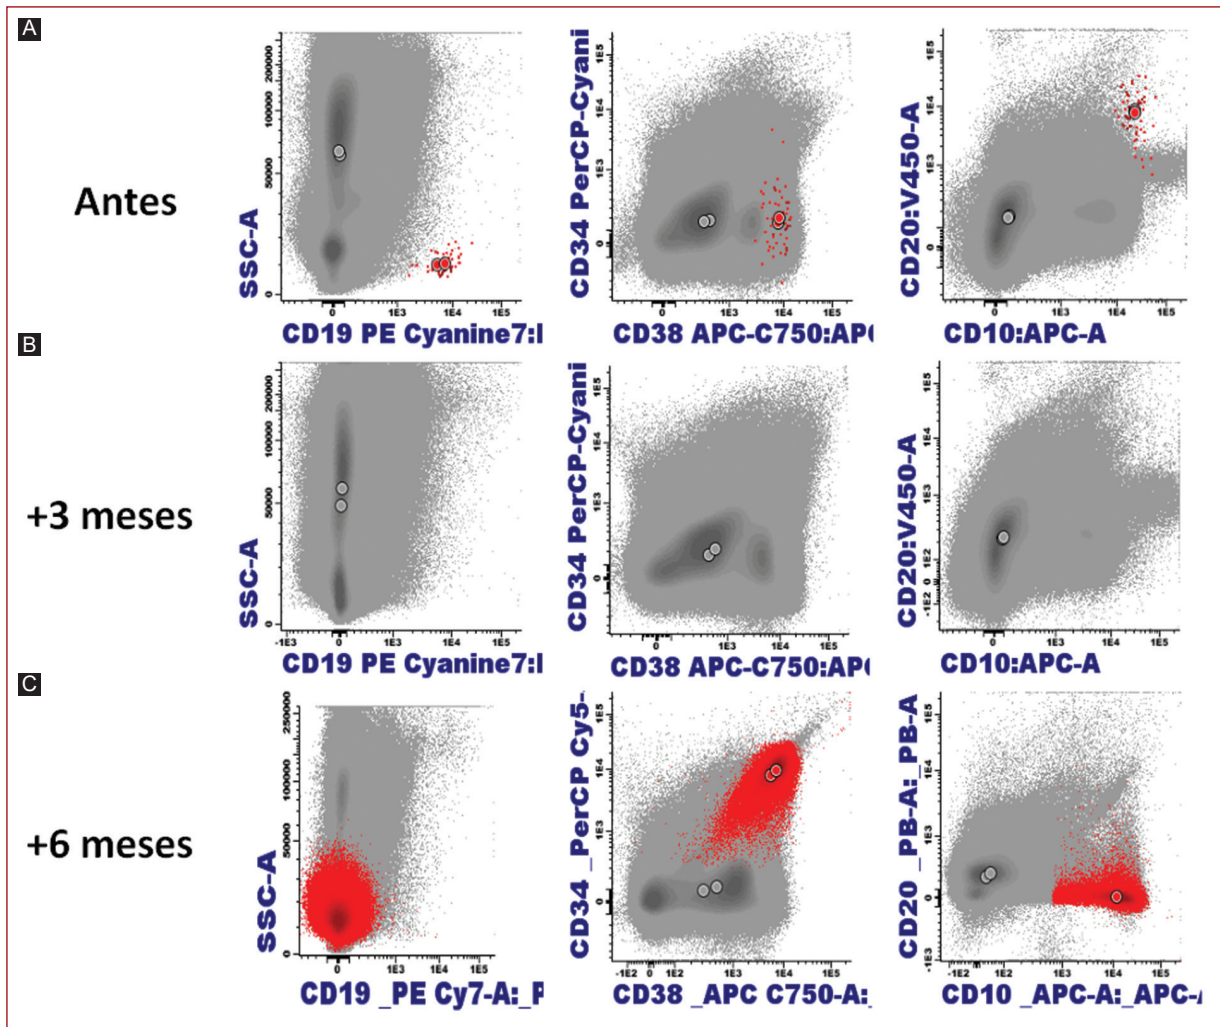 A
Antes
SSC-A
200000
100000
50000
0
0
1E3
1E4
1E5
CD19 PE Cyanine7:
CD34 PerCP-Cyani
1E5
1E4
1E3
0
0
1E3
1E4
1E5
CD38 APC-C750:AP
CD20:V450-A
1E5
1E4
1E3
0
0
1E3
1E4
1E5
CD10:APC-A
B
+3 meses
SSC-A
200000
100000
50000
0
-1E3
0
1E3
1E4
1E5
CD19 PE Cyanine7:
CD34 PerCP-Cyani
1E5
1E4
1E3
0
0
1E3
1E4
1E5
CD38 APC-C750:AP
CD20:V450-A
1E5
1E4
1E3
1E2
-1E2
0
1E3
1E4
1E5
CD10:APC-A
C
+6 meses
SSC-A
250000
100000
50000
0
0
1E3
1E4
1E5
CD19 _PE Cy7-A:_P
CD34 _PerCP Cy5-
1E5
1E4
1E3
0
-1E2
0
1E2
1E3
1E4
1E5
CD38 _APC C750-A:_
CD20 _PB-A:_PB-A
1E5
1E4
1E3
0
-1E3
-1E2
0
1E3
1E4
1E5
CD10 _APC-A:_APC-